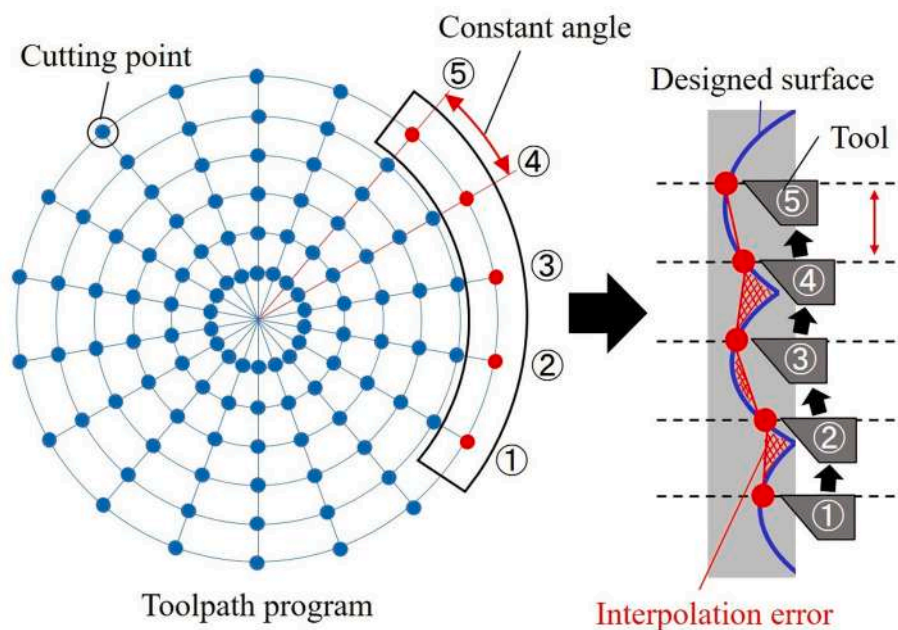 Constant angle
Cutting point
⑤
④
③
②
①
Toolpath program
Designed surface
Tool
⑤
④
③
②
①
Interpolation error